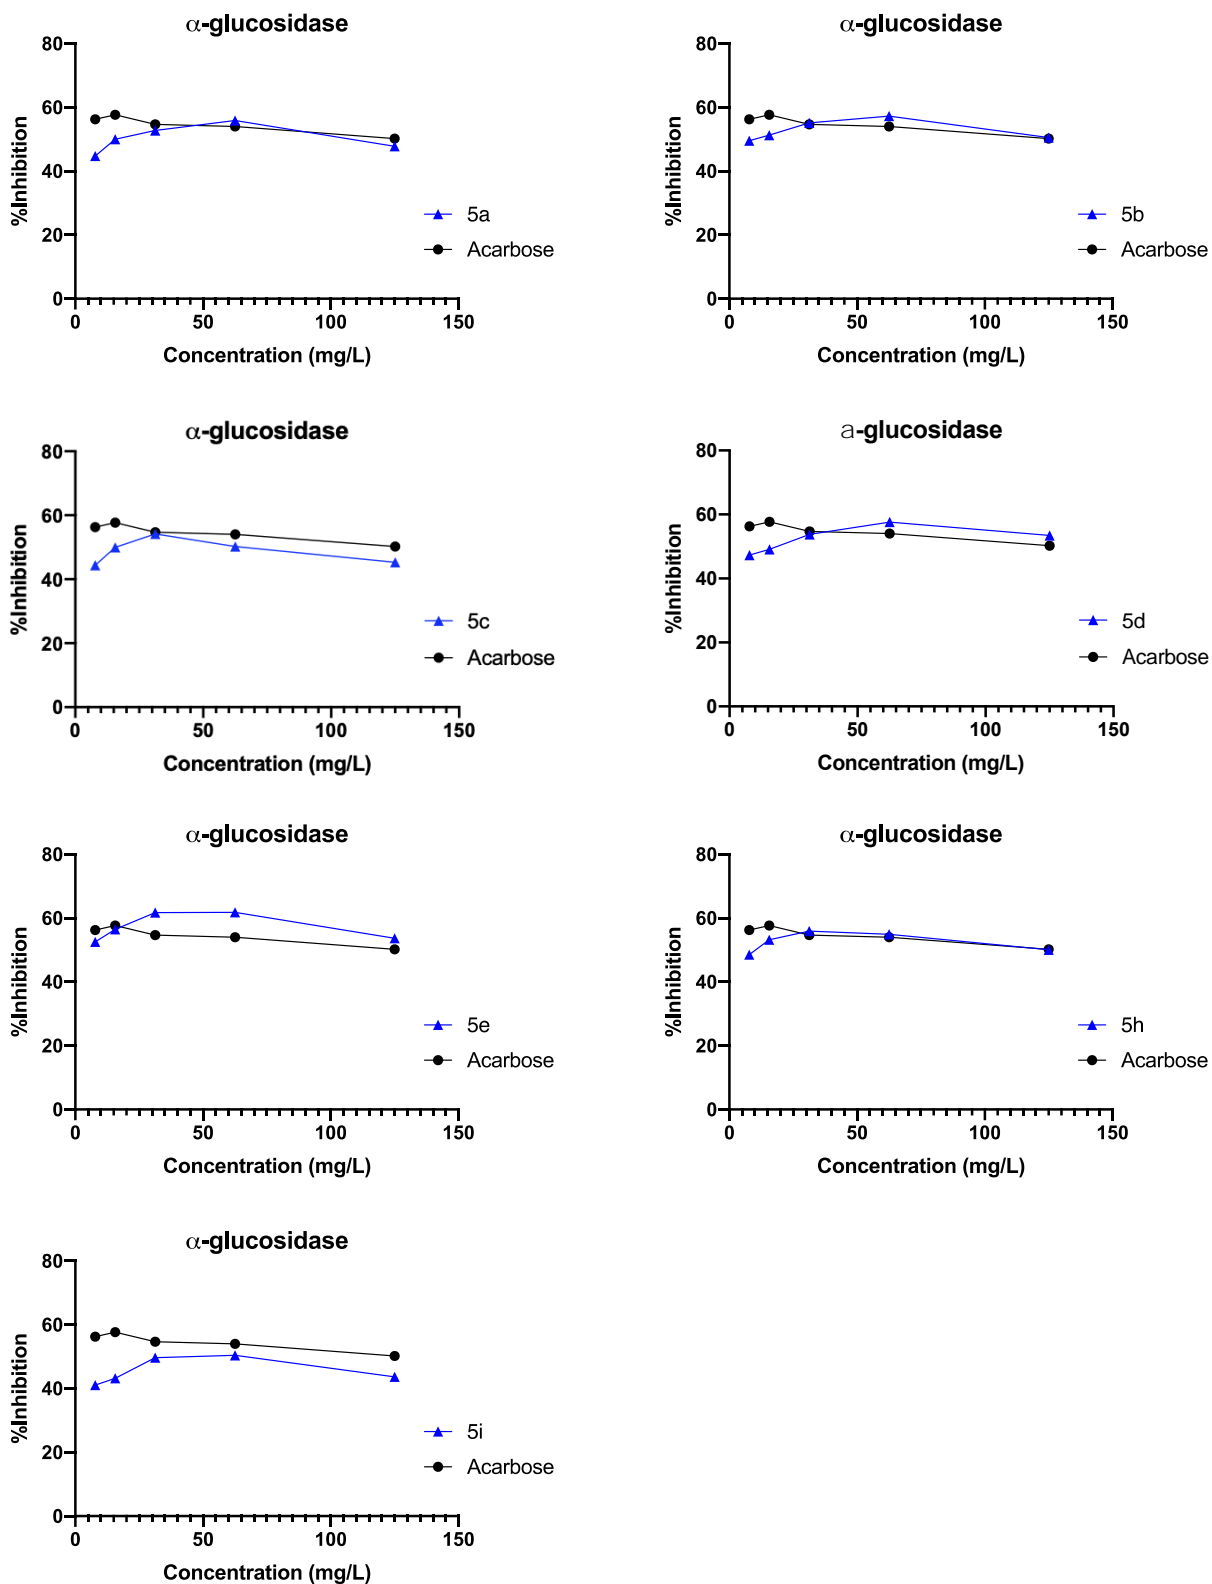 α-glucosidase
80
60
40
20
0
%Inhibition
5a
Acarbose
0 50 100 150
Concentration (mg/L)
α-glucosidase
80
60
40
20
0
%Inhibition
5b
Acarbose
0 50 100 150
Concentration (mg/L)
α-glucosidase
80
60
40
20
0
%Inhibition
5c
Acarbose
0 50 100 150
Concentration (mg/L)
a-glucosidase
80
60
40
20
0
%Inhibition
5d
Acarbose
0 50 100 150
Concentration (mg/L)
α-glucosidase
80
60
40
20
0
%Inhibition
5e
Acarbose
0 50 100 150
Concentration (mg/L)
α-glucosidase
80
60
40
20
0
%Inhibition
5h
Acarbose
0 50 100 150
Concentration (mg/L)
α-glucosidase
80
60
40
20
0
%Inhibition
5i
Acarbose
0 50 100 150
Concentration (mg/L)